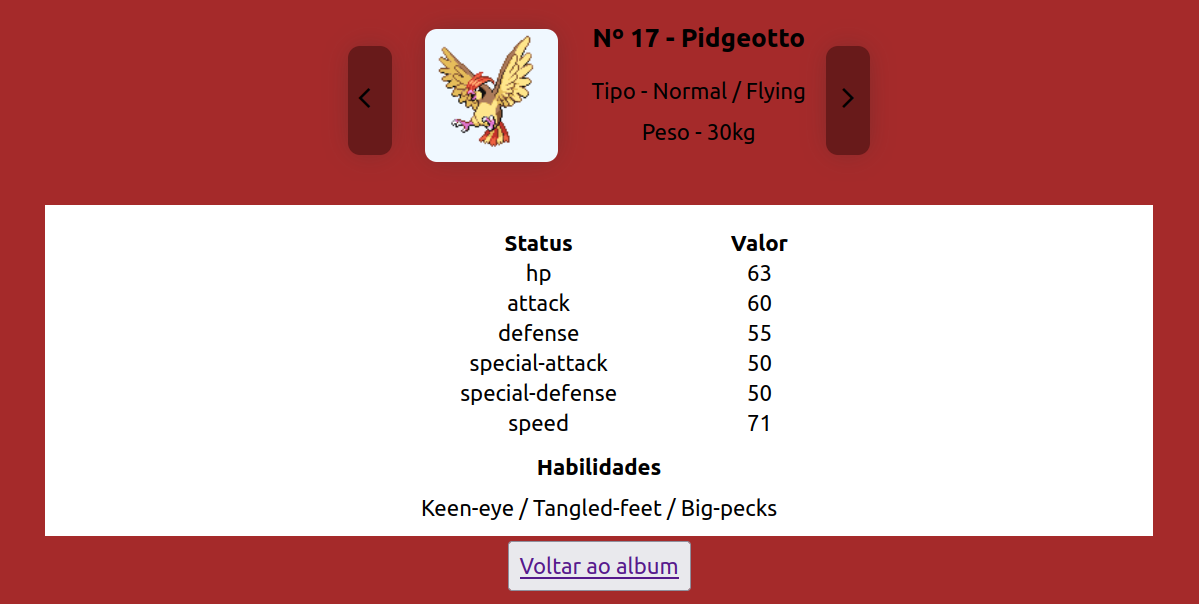 Nº 17 - Pidgeotto
Tipo - Normal / Flying
Peso - 30kg
Status Valor
hp 63
attack 60
defense 55
special-attack 50
special-defense 50
speed 71
Habilidades
Keen-eye / Tangled-feet / Big-pecks
Voltar ao album